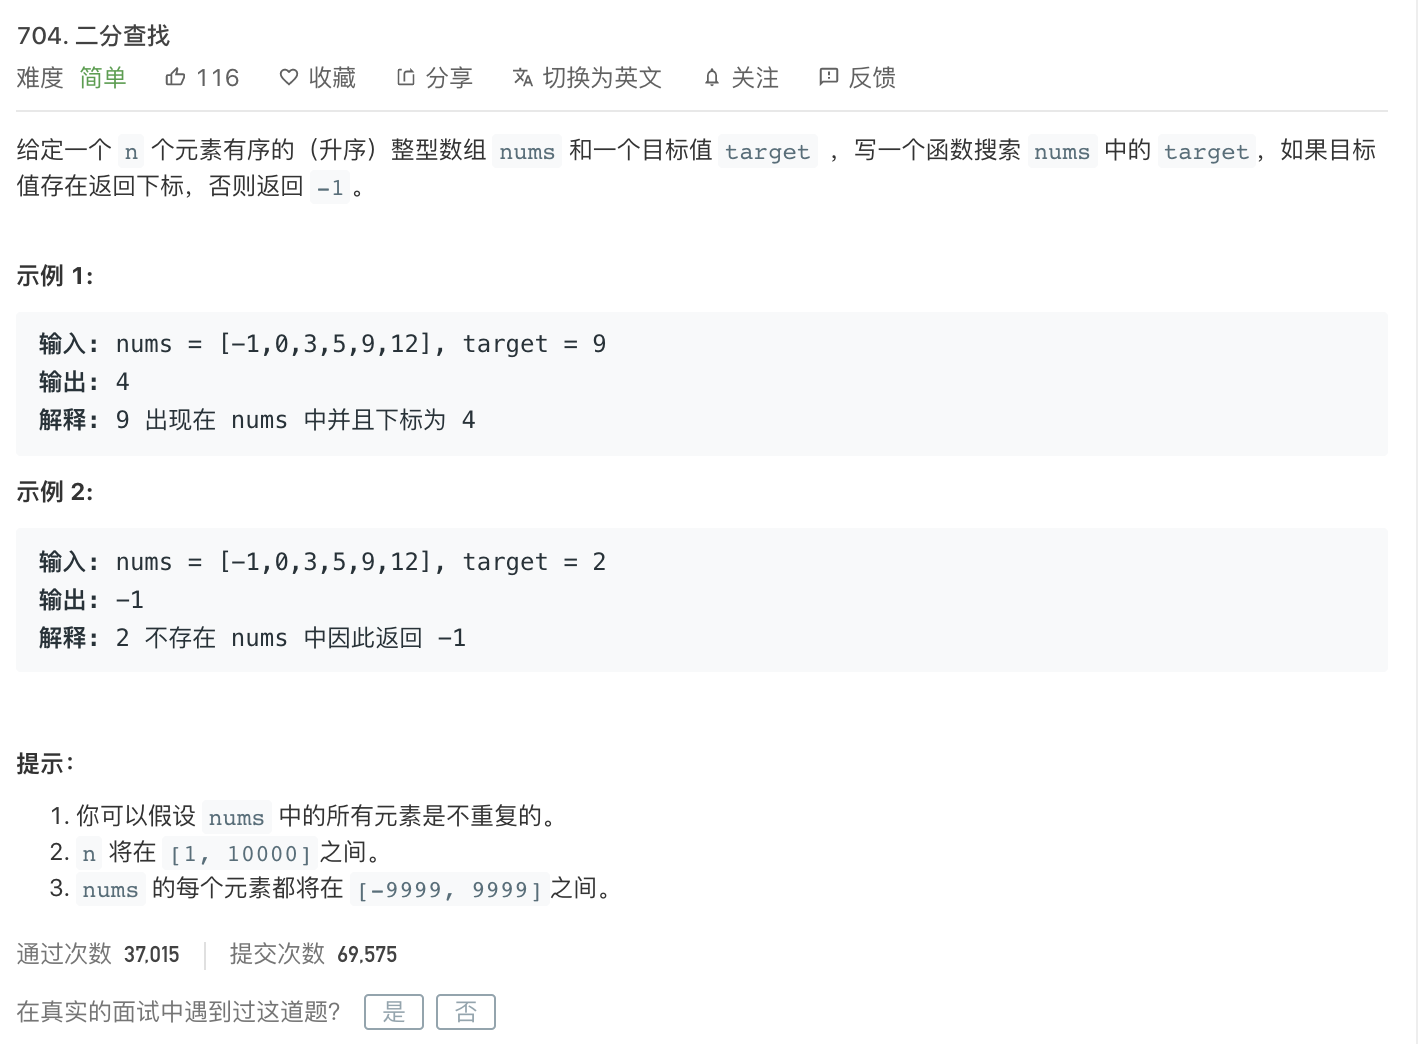 704. 二分查找
难度 简单 116 收藏 分享 切换为英文 关注 反馈
给定一个 n 个元素有序的（升序）整型数组 nums 和一个目标值 target ，写一个函数搜索 nums 中的 target，如果目标
值存在返回下标，否则返回 -1。
示例 1:
输入: nums = [-1,0,3,5,9,12], target = 9
输出: 4
解释: 9 出现在 nums 中并且下标为 4
示例 2:
输入: nums = [-1,0,3,5,9,12], target = 2
输出: -1
解释: 2 不存在 nums 中因此返回 -1
提示：
1. 你可以假设 nums 中的所有元素是不重复的。
2. n 将在 [1, 10000]之间。
3. nums 的每个元素都将在 [-9999, 9999]之间。
通过次数 37,015 提交次数 69,575
在真实的面试中遇到过这道题? 是 否